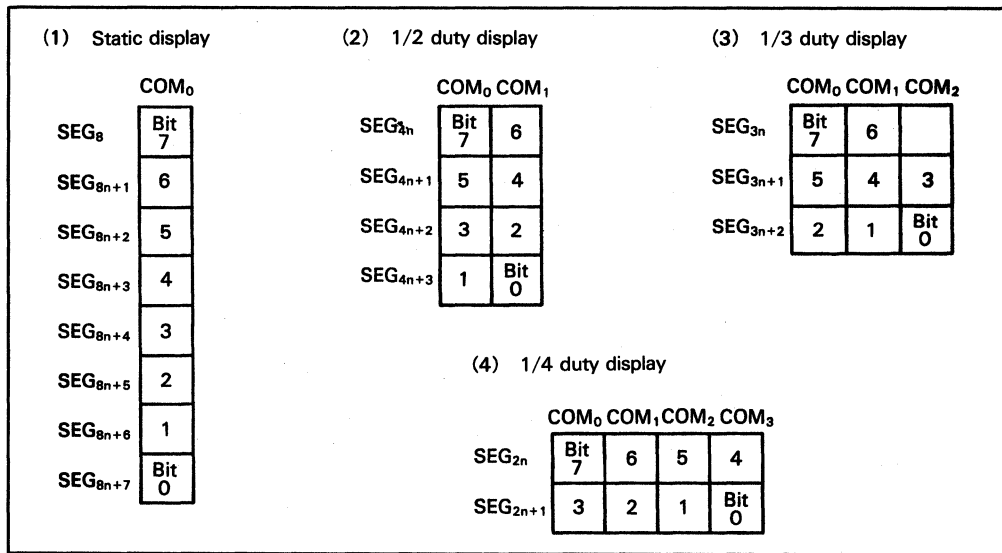 (1) Static display
COM₀
SEG₈ Bit 7
SEG₈ₙ₊₁ 6
SEG₈ₙ₊₂ 5
SEG₈ₙ₊₃ 4
SEG₈ₙ₊₄ 3
SEG₈ₙ₊₅ 2
SEG₈ₙ₊₆ 1
SEG₈ₙ₊₇ Bit 0
(2) 1/2 duty display
COM₀ COM₁
SEG₄ₙ Bit 7 6
SEG₄ₙ₊₁ 5 4
SEG₄ₙ₊₂ 3 2
SEG₄ₙ₊₃ 1 Bit 0
(3) 1/3 duty display
COM₀ COM₁ COM₂
SEG₃ₙ Bit 7 6
SEG₃ₙ₊₁ 5 4 3
SEG₃ₙ₊₂ 2 1 Bit 0
(4) 1/4 duty display
COM₀ COM₁ COM₂ COM₃
SEG₂ₙ Bit 7 6 5 4
SEG₂ₙ₊₁ 3 2 1 Bit 0